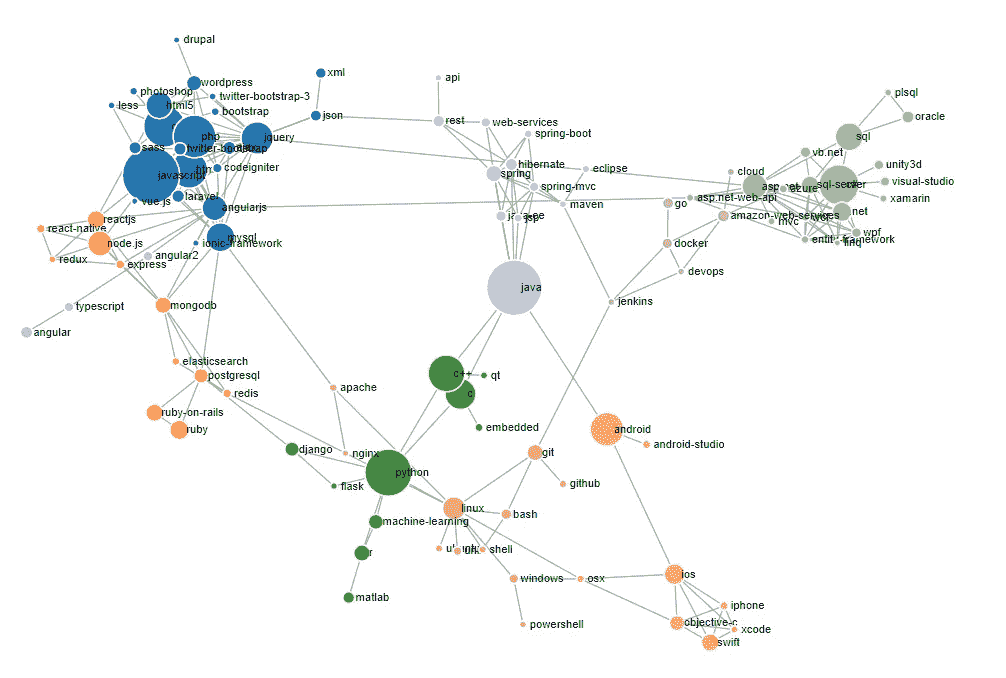 drupal
xml
api
wordpress
photoshop
twitter-bootstrap-3
plsql
less
html5
bootstrap
json
oracle
rest
web-services
spring-boot
php
jquery
sql
sass
twitter-bootstrap
vb.net
hibernate
unity3d
codeigniter
spring
eclipse
cloud
javascript
visual-studio
asp.net
azure
sql-server
spring-mvc
laravel
vue.js
asp.net-web-api
xamarin
maven
go
angularjs
reactjs
java-ee
jsp
amazon-web-services
.net
mvc
react-native
wpf
mysql
node.js
ionic-framework
docker
entity-framework
linq
angular2
redux
express
devops
java
typescript
mongodb
jenkins
angular
elasticsearch
postgresql
c++
qt
apache
redis
c
ruby-on-rails
embedded
ruby
android
android-studio
django
nginx
git
python
flask
github
linux
bash
machine-learning
shell
r
ios
windows
osx
matlab
iphone
powershell
objective-c
xcode
swift